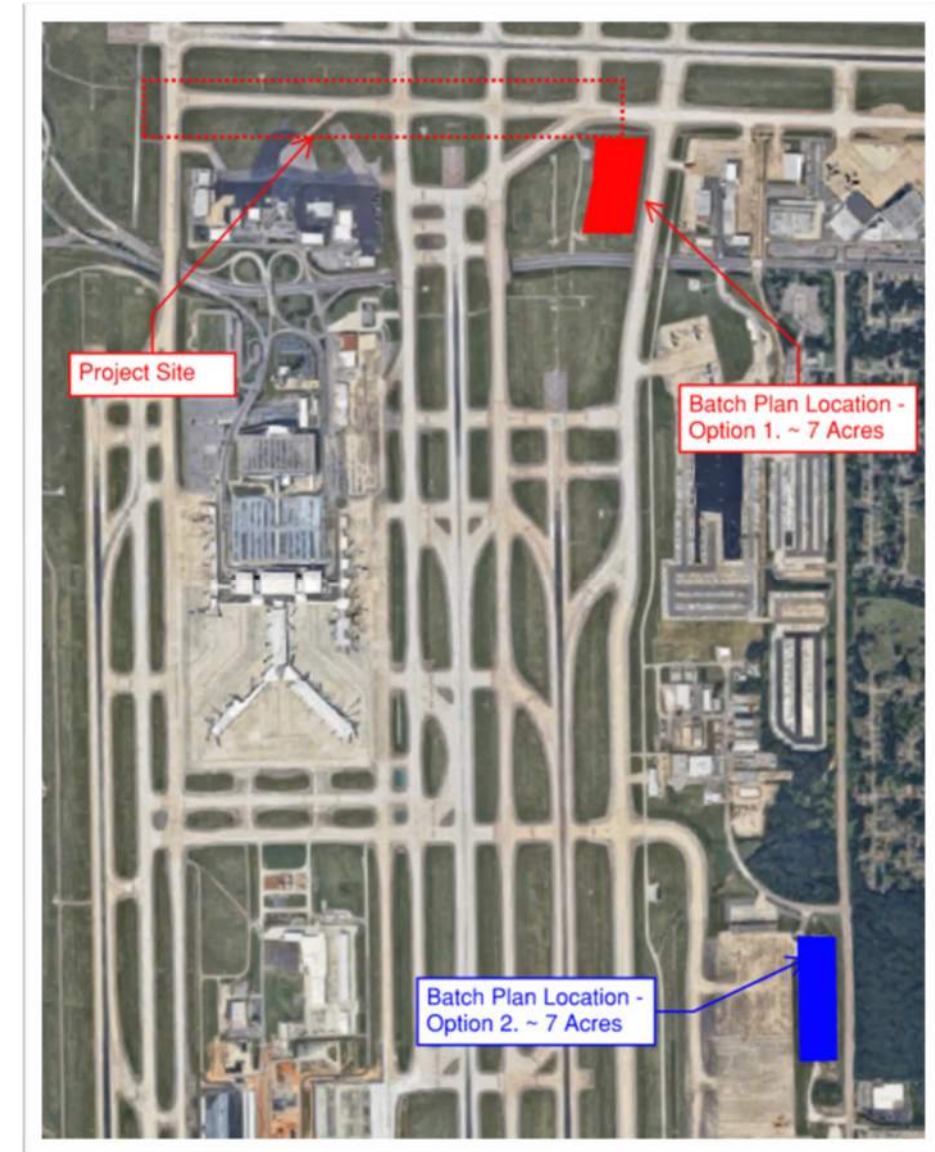 Project Site
Batch Plan Location -
Option 1. ~ 7 Acres
Batch Plan Location -
Option 2. ~ 7 Acres